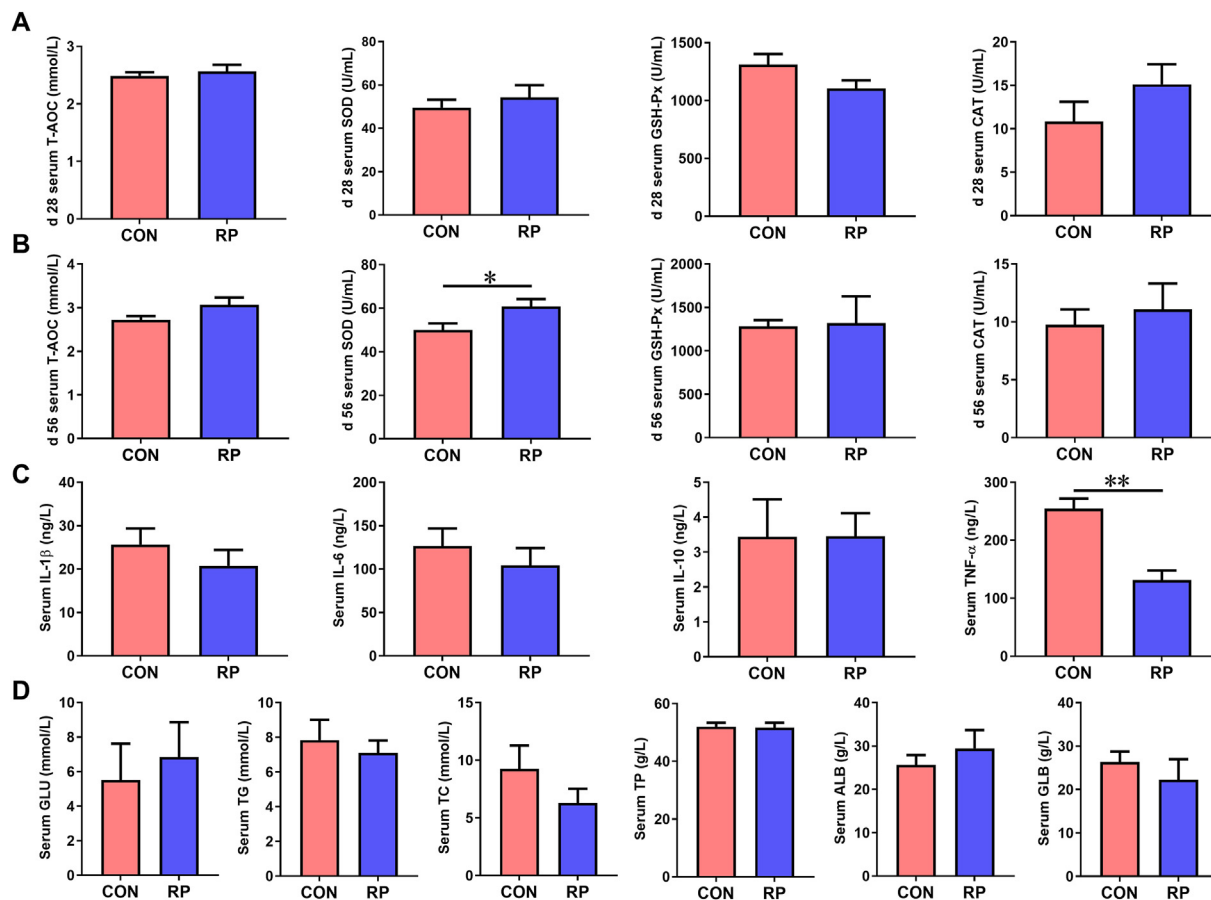 A
d 28 serum T-AOC (mmol/L)
3
2
1
0
CON RP
d 28 serum SOD (U/mL)
80
60
40
20
0
CON RP
d 28 serum GSH-Px (U/mL)
1500
1000
500
0
CON RP
d 28 serum CAT (U/mL)
20
15
10
5
0
CON RP
B
d 56 serum T-AOC (mmol/L)
4
3
2
1
0
CON RP
d 56 serum SOD (U/mL)
80
60
40
20
0
*
CON RP
d 56 serum GSH-Px (U/mL)
2000
1500
1000
500
0
CON RP
d 56 serum CAT (U/mL)
15
10
5
0
CON RP
C
Serum IL-1β (ng/L)
40
30
20
10
0
CON RP
Serum IL-6 (ng/L)
200
150
100
50
0
CON RP
Serum IL-10 (ng/L)
5
4
3
2
1
0
CON RP
Serum TNF-α (ng/L)
300
200
100
0
**
CON RP
D
Serum GLU (mmol/L)
8
6
4
2
0
CON RP
Serum TG (mmol/L)
8
6
4
2
0
CON RP
Serum TC (mmol/L)
15
10
5
0
CON RP
Serum TP (g/L)
60
40
20
0
CON RP
Serum ALB (g/L)
40
30
20
10
0
CON RP
Serum GLB (g/L)
40
30
20
10
0
CON RP